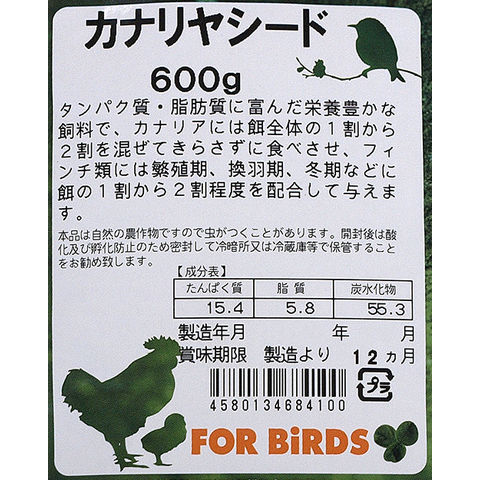 カナリヤシード
600g
タンパク質・脂肪質に富んだ栄養豊かな
飼料で、カナリアには餌全体の１割から
２割を混ぜてきらさずに食べさせ、フィ
ンチ類には繁殖期、換羽期、冬期などに
餌の１割から２割程度を配合して与えま
す。
本品は自然の農作物ですので虫がつくことがあります。開封後は酸
化及び孵化防止のため密封して冷暗所又は冷蔵庫等で保管すること
をお勧め致します。
【成分表】
たんぱく質 脂質 炭水化物
15.4 5.8 55.3
製造年月 年 月
賞味期限 製造より 12ヵ月
プラ
4580134684100
FOR BiRDS